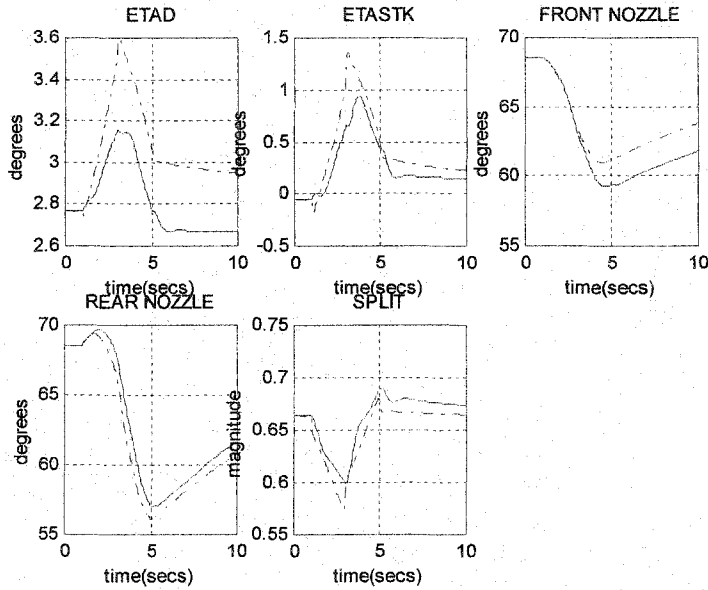 ETAD
3.6
3.4
3.2
3
2.8
2.6
degrees
0
5
10
time(secs)
ETASTK
1.5
1
0.5
0
-0.5
degrees
0
5
10
time(secs)
FRONT NOZZLE
70
65
60
55
degrees
0
5
10
time(secs)
REAR NOZZLE
70
65
60
55
degrees
0
5
10
time(secs)
SPLIT
0.75
0.7
0.65
0.6
0.55
magnitude
0
5
10
time(secs)